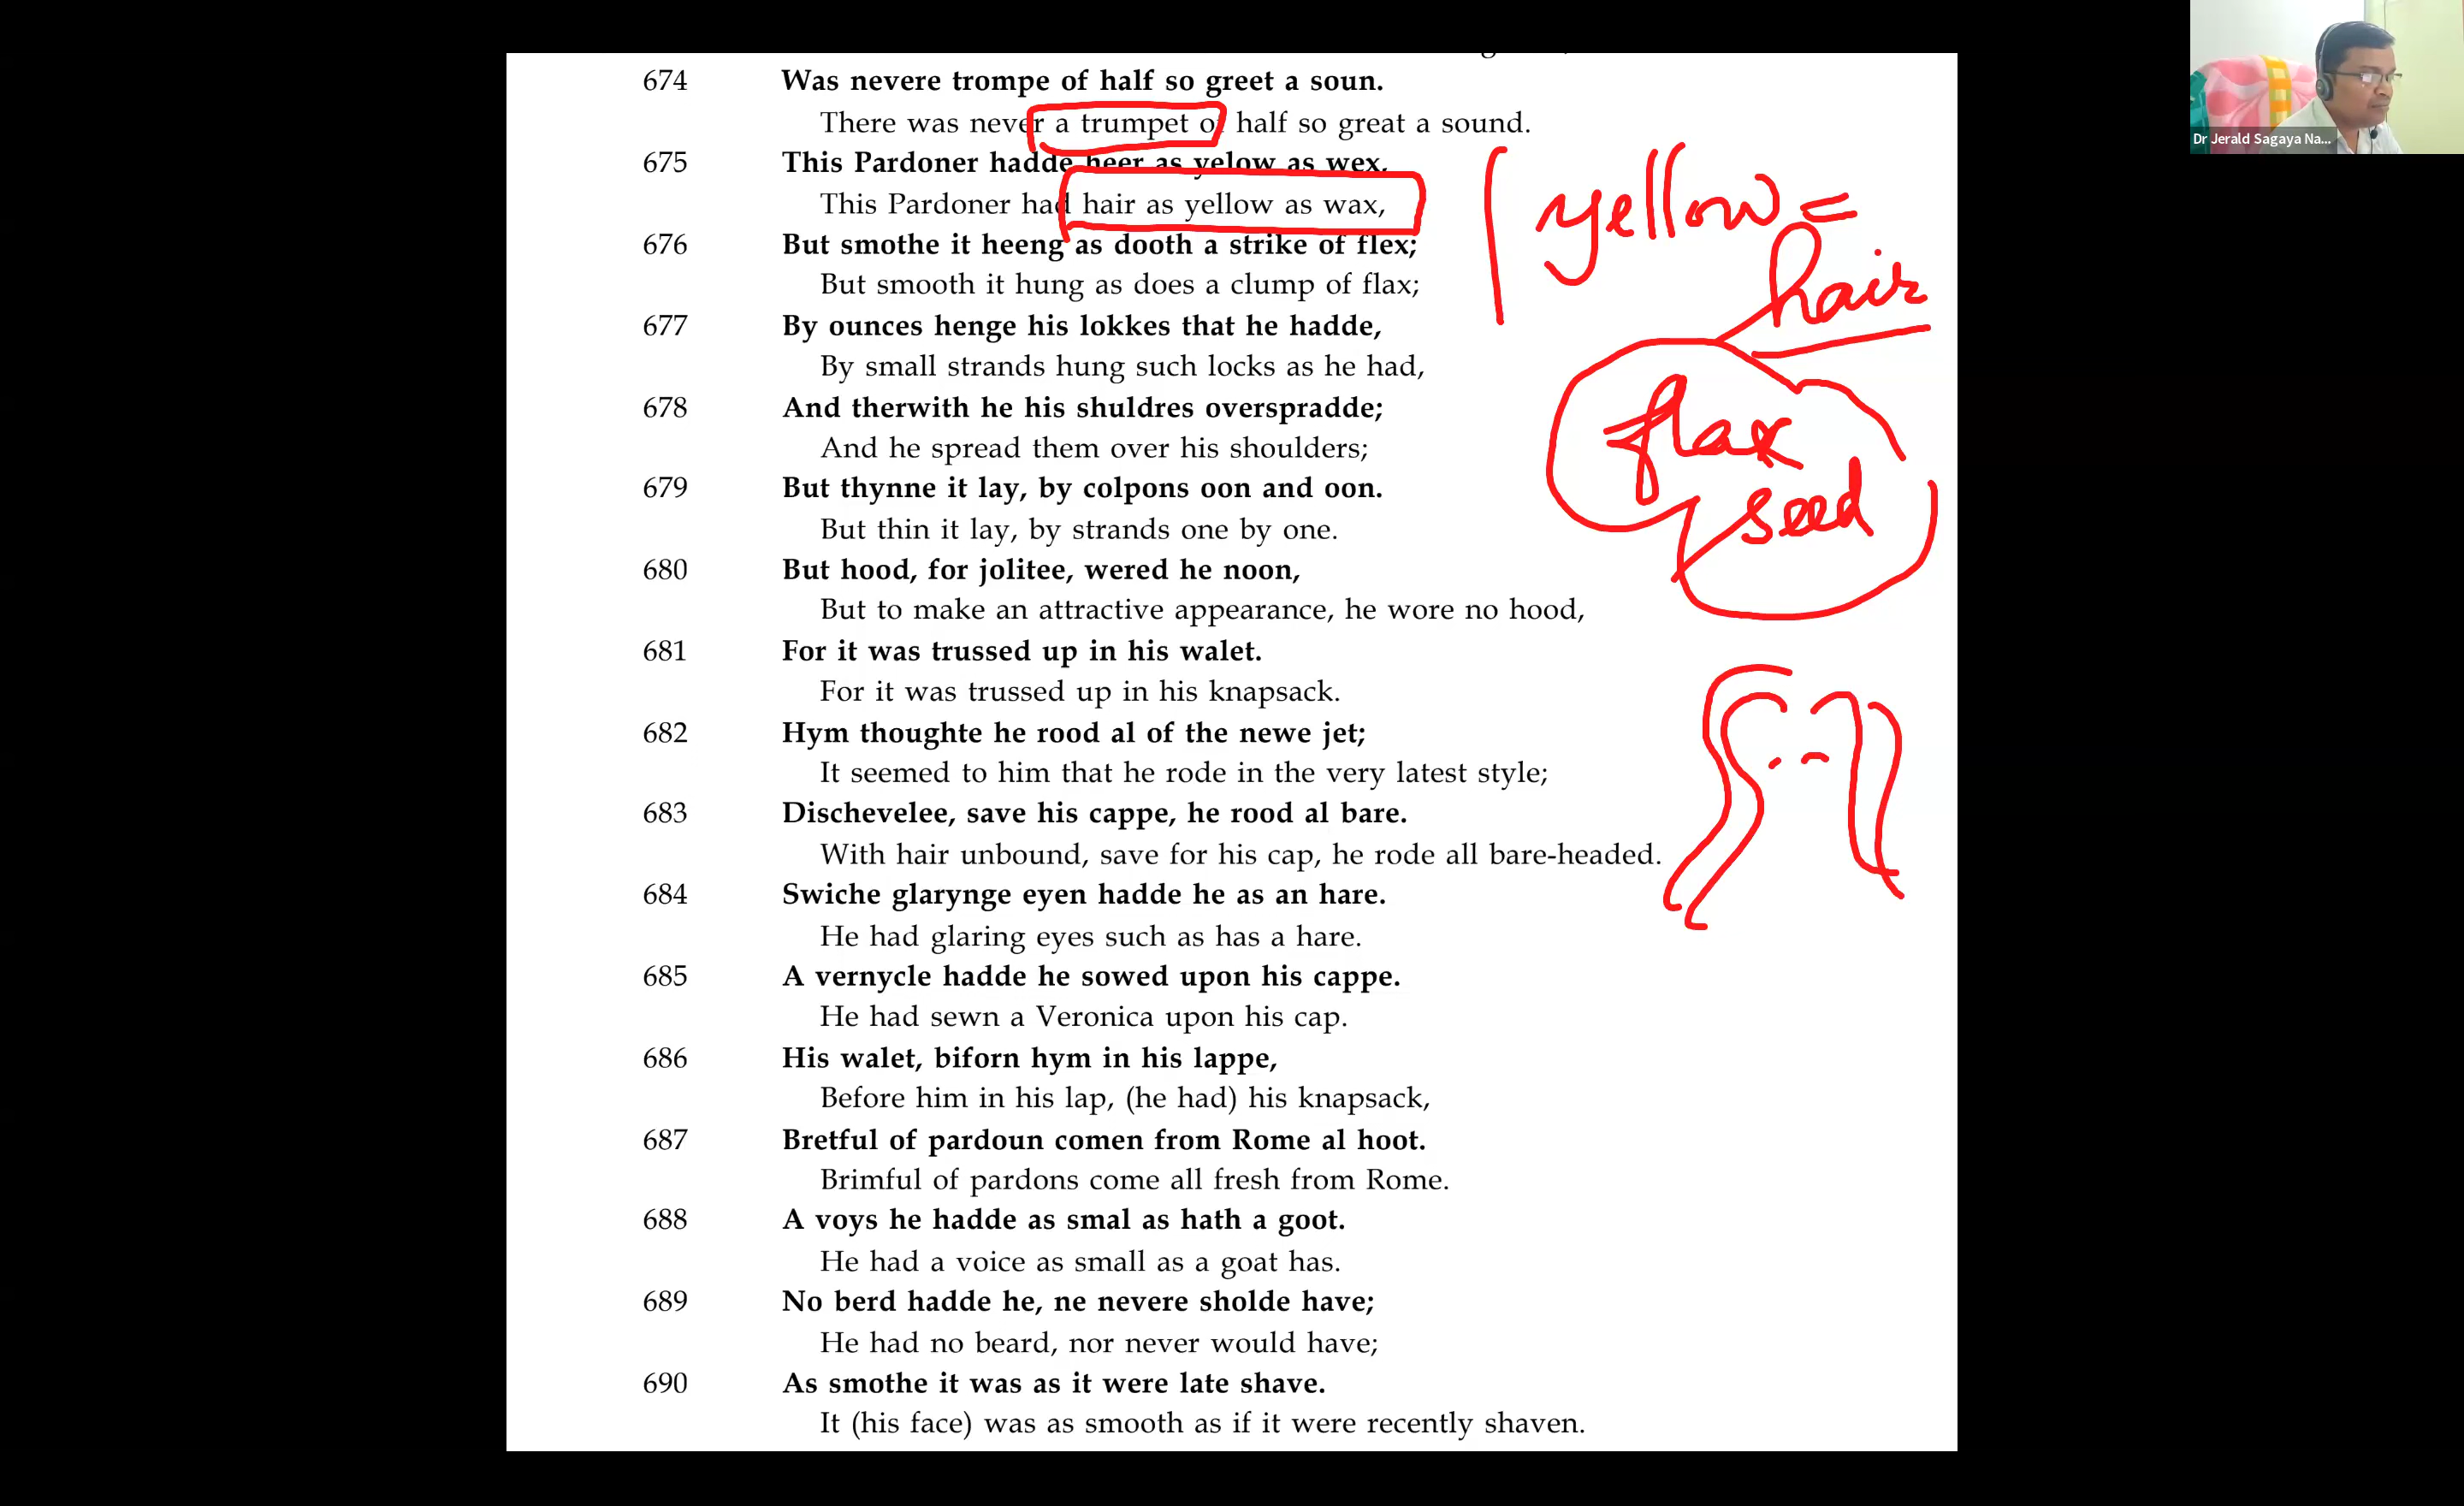 674 Was nevere trompe of half so greet a soun.
There was never a trumpet of half so great a sound.
675 This Pardoner hadde heer as yelow as wex,
This Pardoner had hair as yellow as wax,
676 But smothe it heeng as dooth a strike of flex;
But smooth it hung as does a clump of flax;
677 By ounces henge his lokkes that he hadde,
By small strands hung such locks as he had,
678 And therwith he his shuldres overspradde;
And he spread them over his shoulders;
679 But thynne it lay, by colpons oon and oon.
But thin it lay, by strands one by one.
680 But hood, for jolitee, wered he noon,
But to make an attractive appearance, he wore no hood,
681 For it was trussed up in his walet.
For it was trussed up in his knapsack.
682 Hym thoughte he rood al of the newe jet;
It seemed to him that he rode in the very latest style;
683 Dischevelee, save his cappe, he rood al bare.
With hair unbound, save for his cap, he rode all bare-headed.
684 Swiche glarynge eyen hadde he as an hare.
He had glaring eyes such as has a hare.
685 A vernycle hadde he sowed upon his cappe.
He had sewn a Veronica upon his cap.
686 His walet, biforn hym in his lappe,
Before him in his lap, (he had) his knapsack,
687 Bretful of pardoun comen from Rome al hoot.
Brimful of pardons come all fresh from Rome.
688 A voys he hadde as smal as hath a goot.
He had a voice as small as a goat has.
689 No berd hadde he, ne nevere sholde have;
He had no beard, nor never would have;
690 As smothe it was as it were late shave.
It (his face) was as smooth as if it were recently shaven.
yellow =
hair
flax
seed
Dr Jerald Sagaya Na...